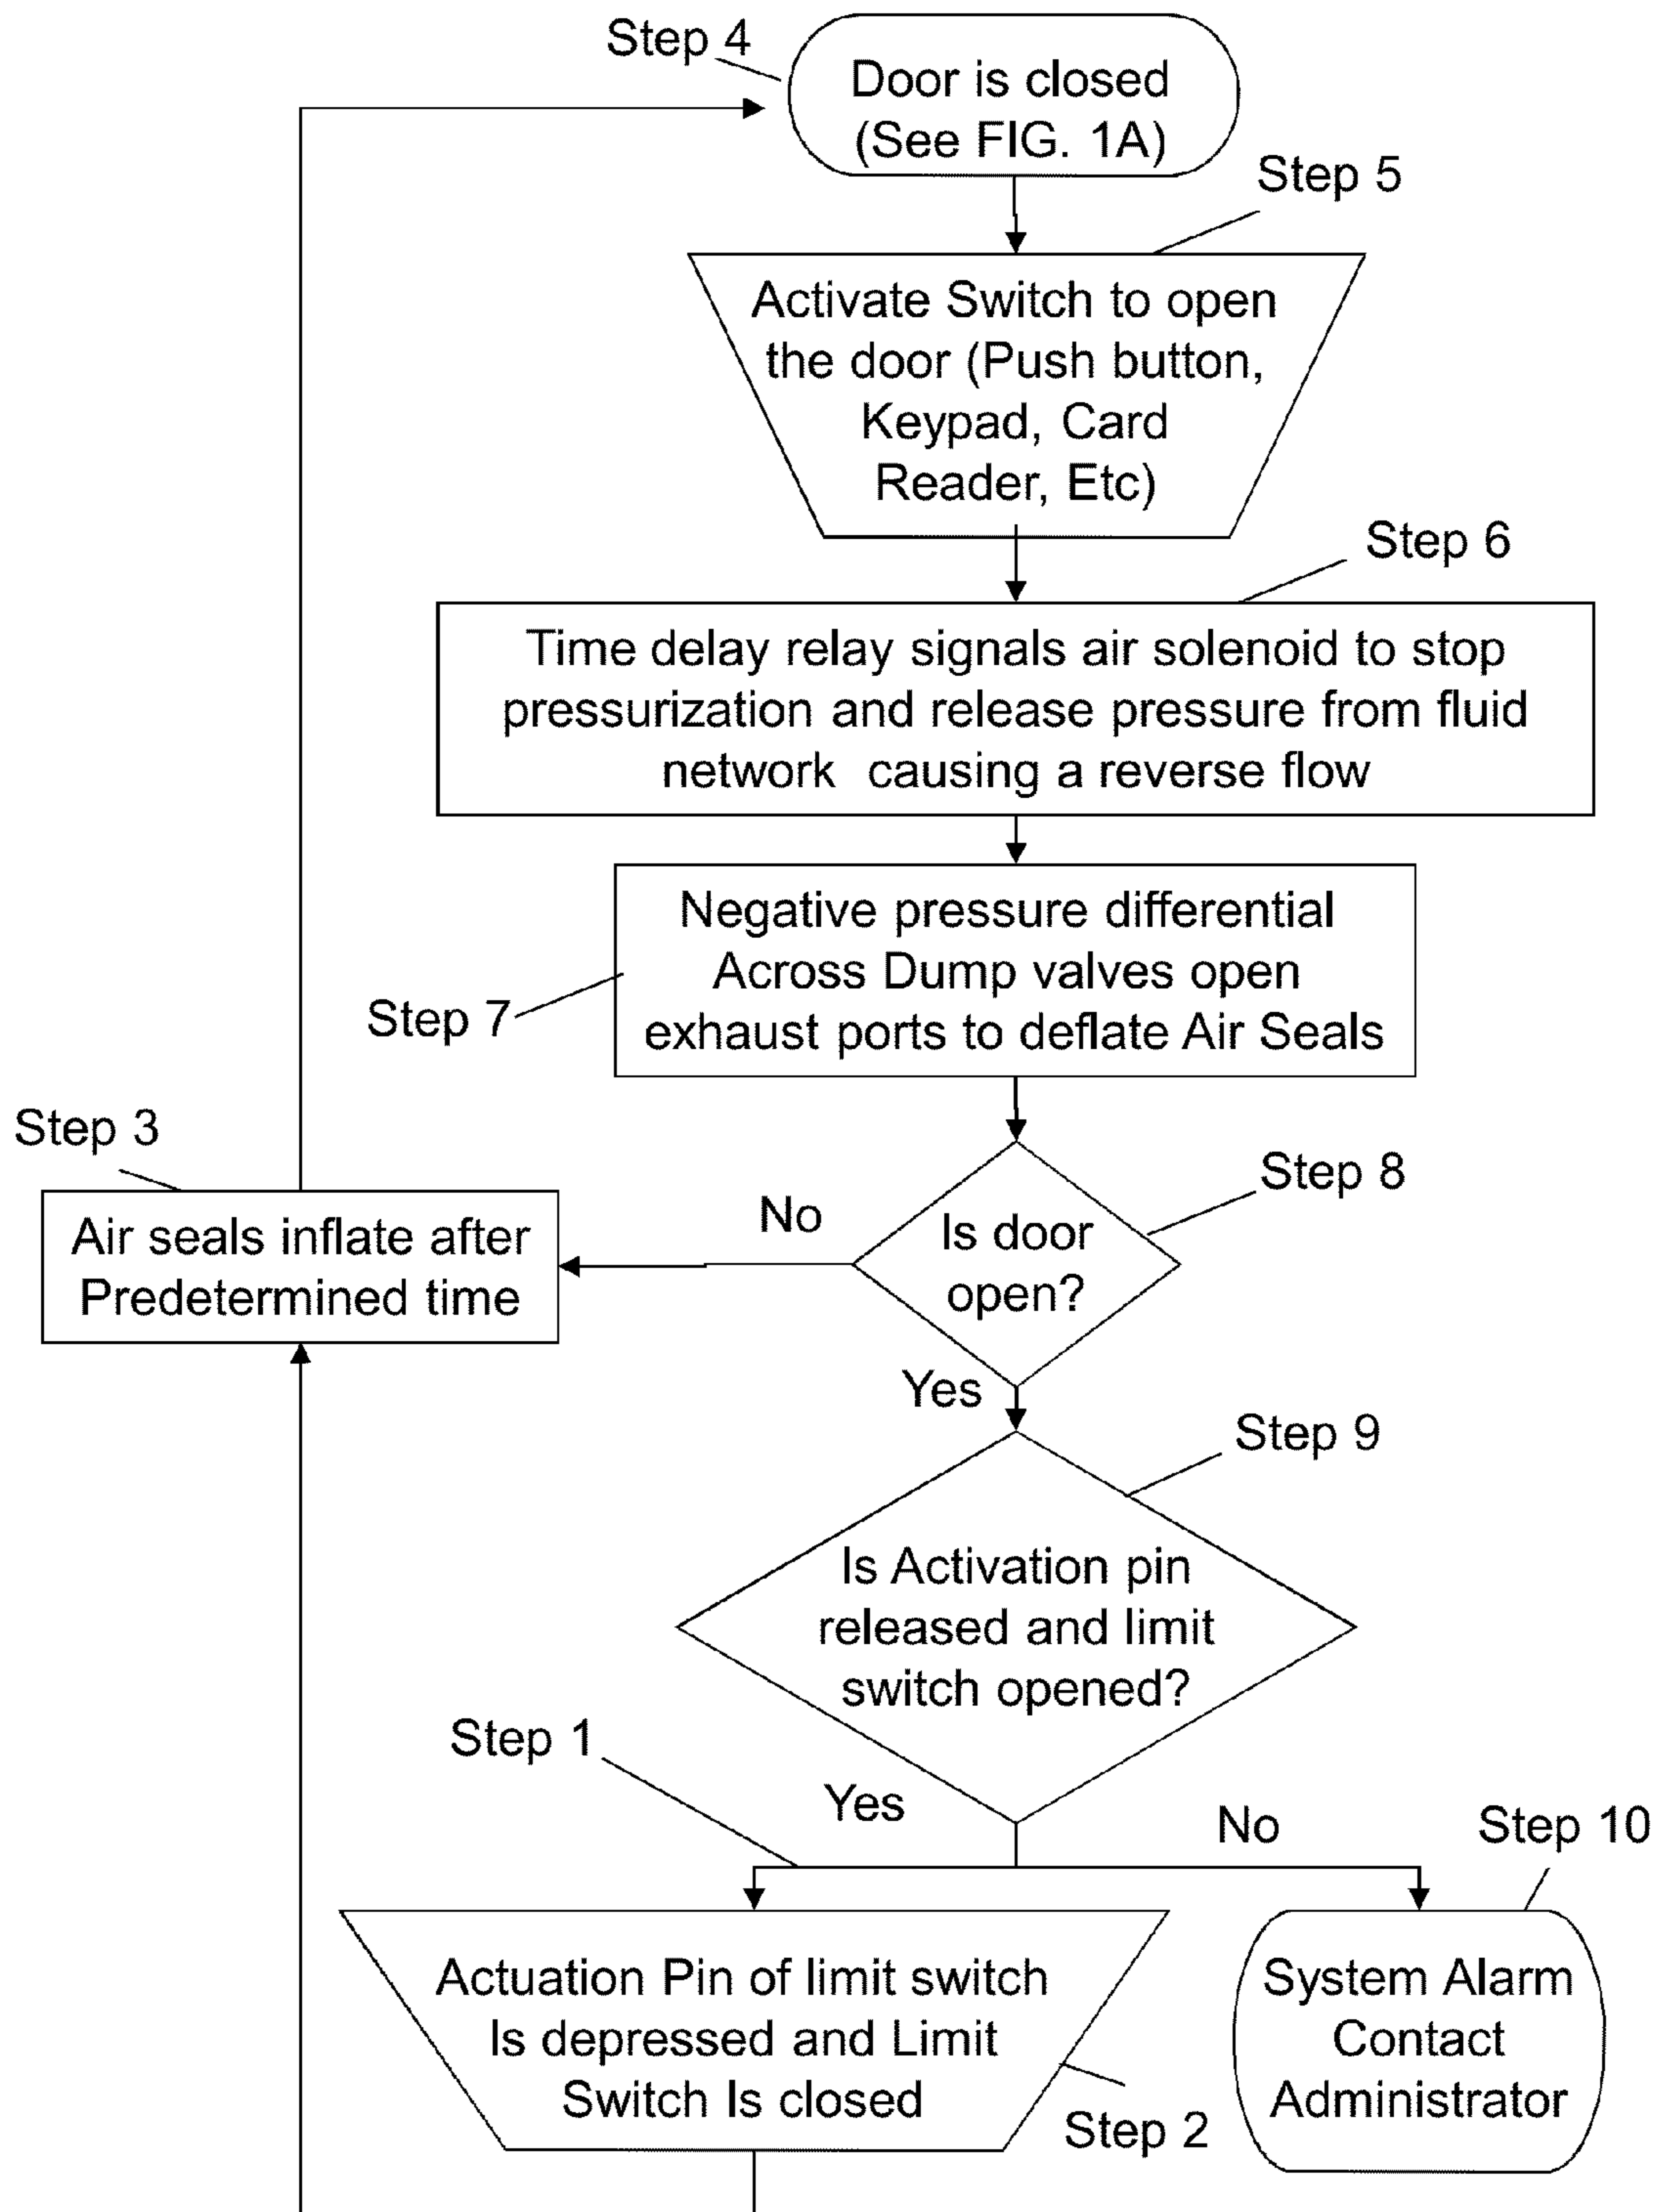 Step 4
Door is closed
(See FIG. 1A)
Step 5
Activate Switch to open
the door (Push button,
Keypad, Card
Reader, Etc)
Step 6
Time delay relay signals air solenoid to stop
pressurization and release pressure from fluid
network causing a reverse flow
Negative pressure differential
Across Dump valves open
exhaust ports to deflate Air Seals
Step 7
Step 3
Air seals inflate after
Predetermined time
No
Step 8
Is door
open?
Yes
Step 9
Is Activation pin
released and limit
switch opened?
Step 1
Yes
No
Step 10
Actuation Pin of limit switch
Is depressed and Limit
Switch Is closed
Step 2
System Alarm
Contact
Administrator